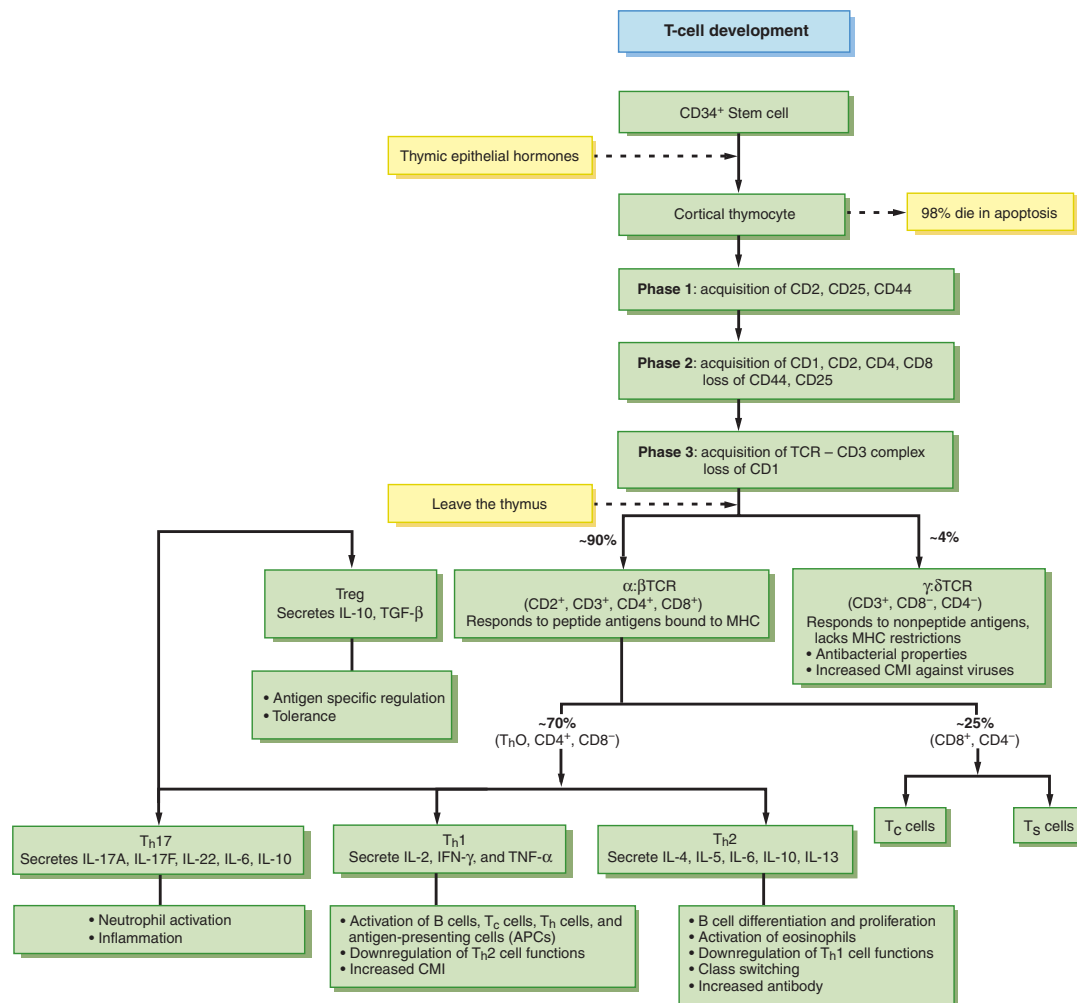 T-cell development
CD34⁺ Stem cell
Thymic epithelial hormones
Cortical thymocyte
98% die in apoptosis
Phase 1: acquisition of CD2, CD25, CD44
Phase 2: acquisition of CD1, CD2, CD4, CD8
loss of CD44, CD25
Phase 3: acquisition of TCR – CD3 complex
loss of CD1
Leave the thymus
~90%
~4%
Treg
Secretes IL-10, TGF-β
α:βTCR
(CD2⁺, CD3⁺, CD4⁺, CD8⁺)
Responds to peptide antigens bound to MHC
γ:δTCR
(CD3⁺, CD8⁻, CD4⁻)
Responds to nonpeptide antigens,
lacks MHC restrictions
• Antibacterial properties
• Increased CMI against viruses
• Antigen specific regulation
• Tolerance
~70%
(ThO, CD4⁺, CD8⁻)
~25%
(CD8⁺, CD4⁻)
Th17
Secretes IL-17A, IL-17F, IL-22, IL-6, IL-10
Th1
Secrete IL-2, IFN-γ, and TNF-α
Th2
Secrete IL-4, IL-5, IL-6, IL-10, IL-13
TC cells
TS cells
• Neutrophil activation
• Inflammation
• Activation of B cells, Tc cells, Th cells, and
antigen-presenting cells (APCs)
• Downregulation of Th2 cell functions
• Increased CMI
• B cell differentiation and proliferation
• Activation of eosinophils
• Downregulation of Th1 cell functions
• Class switching
• Increased antibody